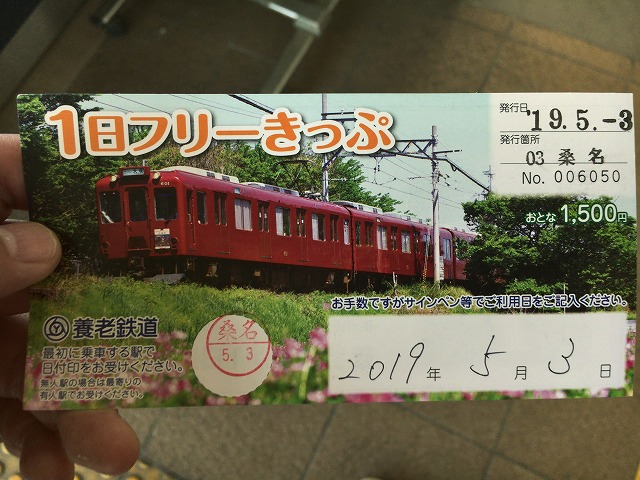 1日フリーきっぷ
発行日 '19.5.-3
発行箇所
03 桑名
No. 006050
おとな 1,500円
お手数ですがサインペン等でご利用日をご記入ください。
養老鉄道
最初に乗車する駅で
日付印をお受けください。
無人駅の場合は最寄りの
有人駅でお受けください。
桑名
5.3
2019年 5月 3日